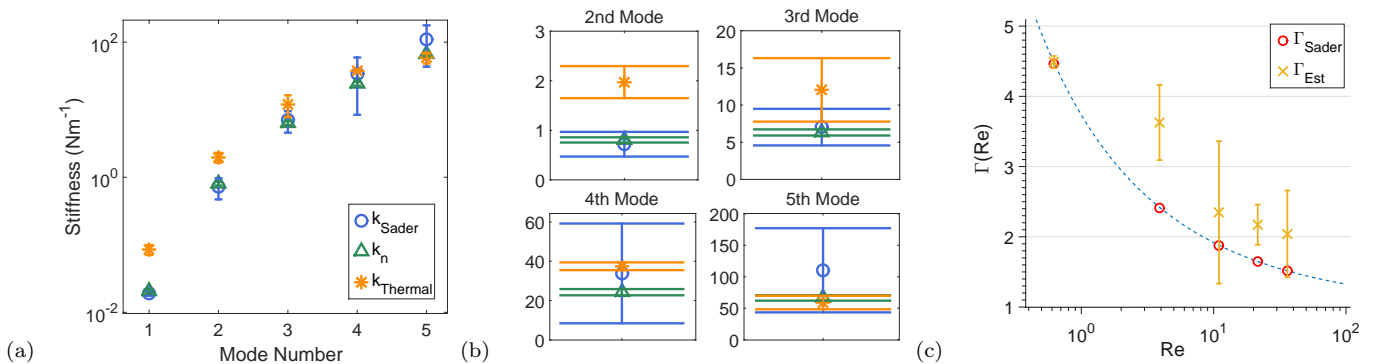 10²
10⁰
10⁻²
Stiffness (Nm⁻¹)
k_Sader
k_n
k_Thermal
1 2 3 4 5
Mode Number
(a)
2nd Mode
3
2
1
0
3rd Mode
20
15
10
5
0
4th Mode
60
40
20
0
5th Mode
200
150
100
50
0
(b)
5
4
3
2
1
Γ(Re)
Γ_Sader
Γ_Est
10⁰ 10¹ 10²
Re
(c)